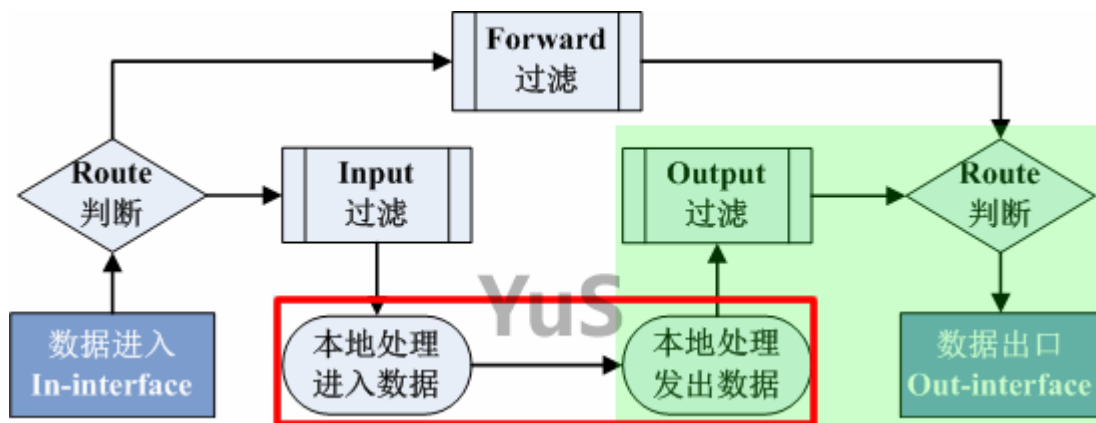 Forward
过滤
Route
判断
Input
过滤
Output
过滤
Route
判断
YuS
数据进入
In-interface
本地处理
进入数据
本地处理
发出数据
数据出口
Out-interface